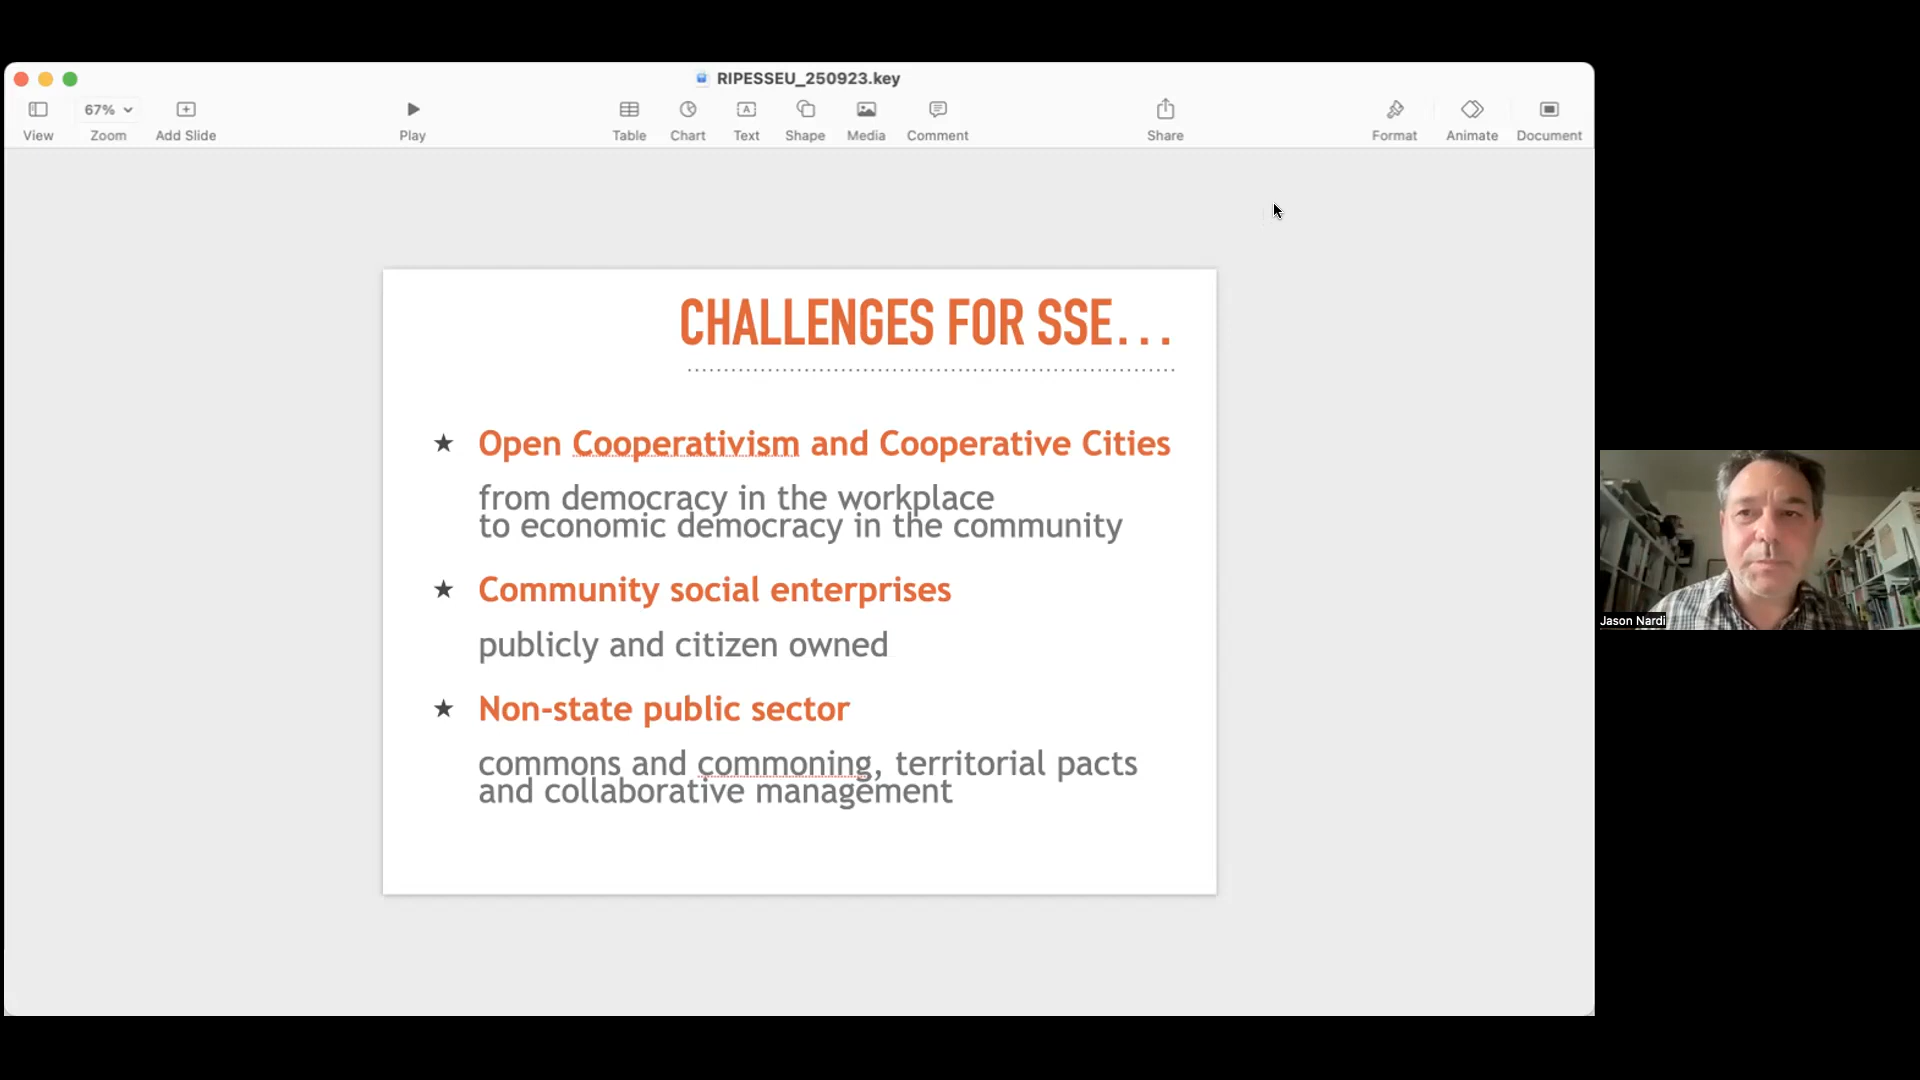 RIPESSEU_250923.key
67%
View
Zoom
Add Slide
Play
Table
Chart
Text
Shape
Media
Comment
Share
Format
Animate
Document
CHALLENGES FOR SSE...
★ Open Cooperativism and Cooperative Cities
from democracy in the workplace
to economic democracy in the community
★ Community social enterprises
publicly and citizen owned
★ Non-state public sector
commons and commoning, territorial pacts
and collaborative management
Jason Nardi